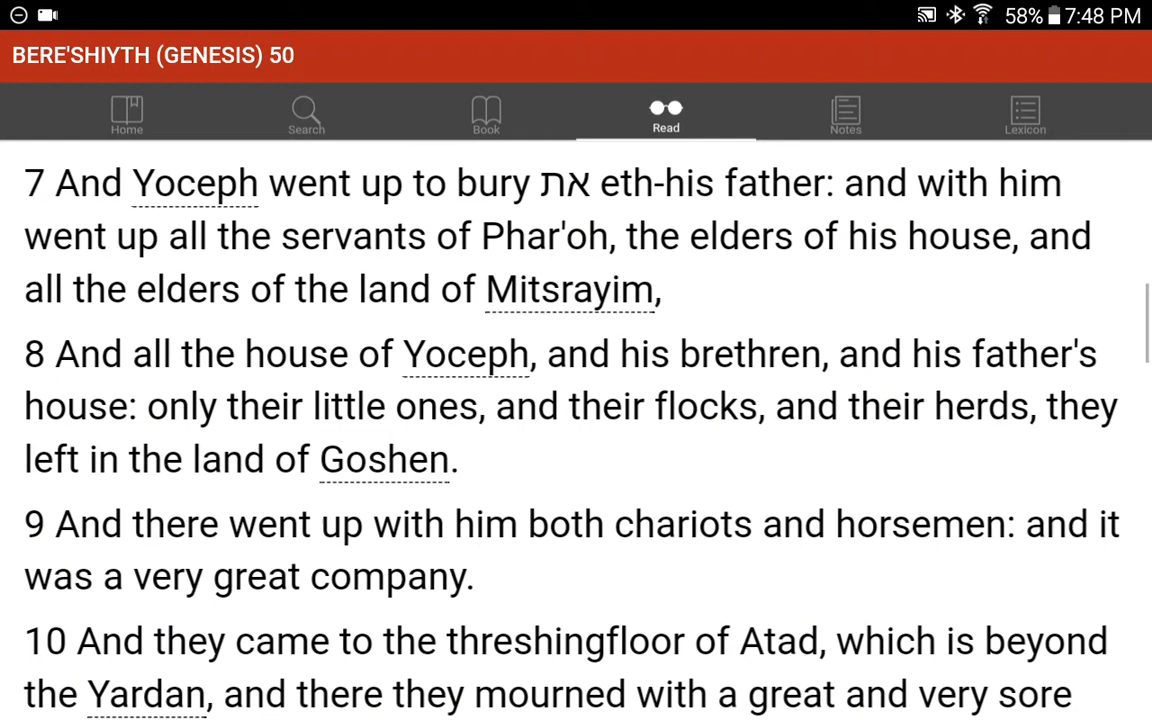 58% 7:48 PM
BERE'SHIYTH (GENESIS) 50
Home Search Book Read Notes Lexicon
7 And Yoceph went up to bury את eth-his father: and with him
went up all the servants of Phar'oh, the elders of his house, and
all the elders of the land of Mitsrayim,
8 And all the house of Yoceph, and his brethren, and his father's
house: only their little ones, and their flocks, and their herds, they
left in the land of Goshen.
9 And there went up with him both chariots and horsemen: and it
was a very great company.
10 And they came to the threshingfloor of Atad, which is beyond
the Yardan, and there they mourned with a great and very sore